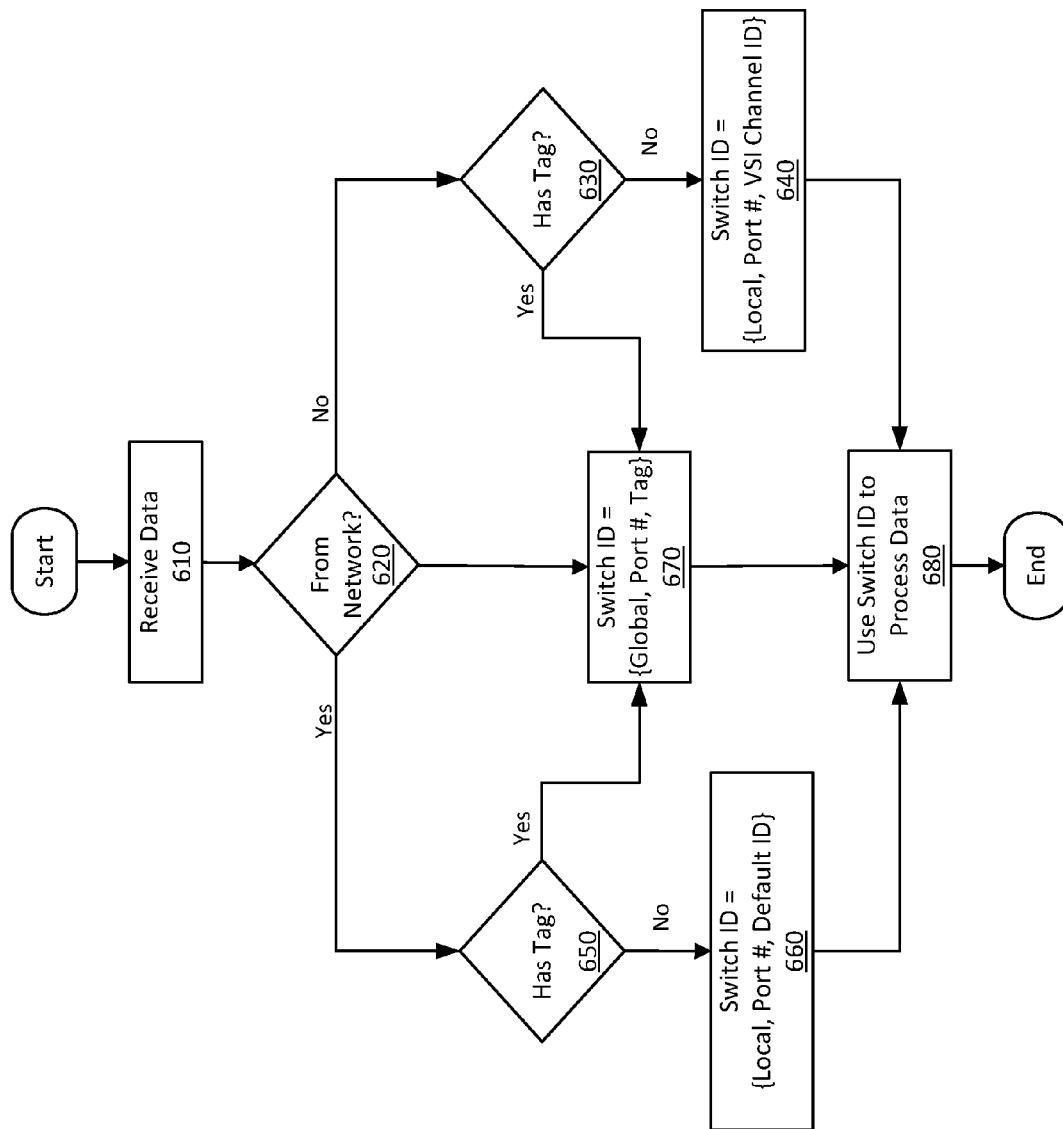 Start
Receive Data
610
From
Network?
620
Yes
No
Has Tag?
650
Yes
No
Has Tag?
630
Yes
No
Switch ID =
{Local, Port #, Default ID}
660
Switch ID =
{Global, Port #, Tag}
670
Switch ID =
{Local, Port #, VSI Channel ID}
640
Use Switch ID to
Process Data
680
End